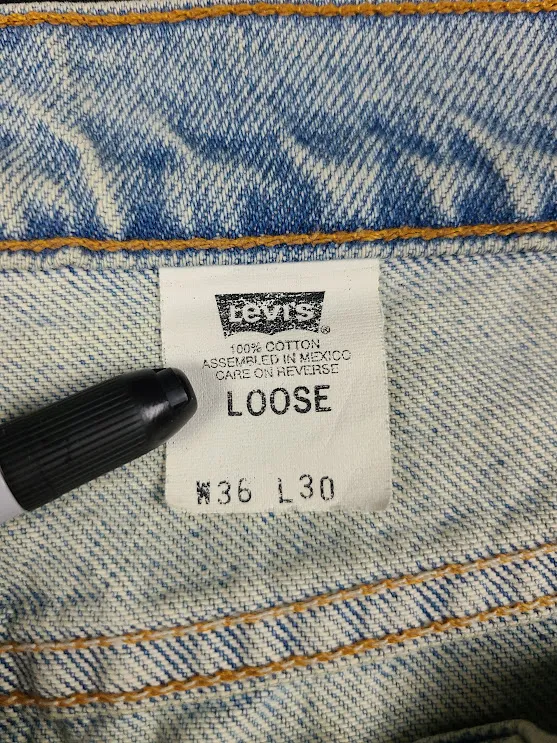 Levi's®
100% COTTON
ASSEMBLED IN MEXICO
CARE ON REVERSE
LOOSE
W36 L30